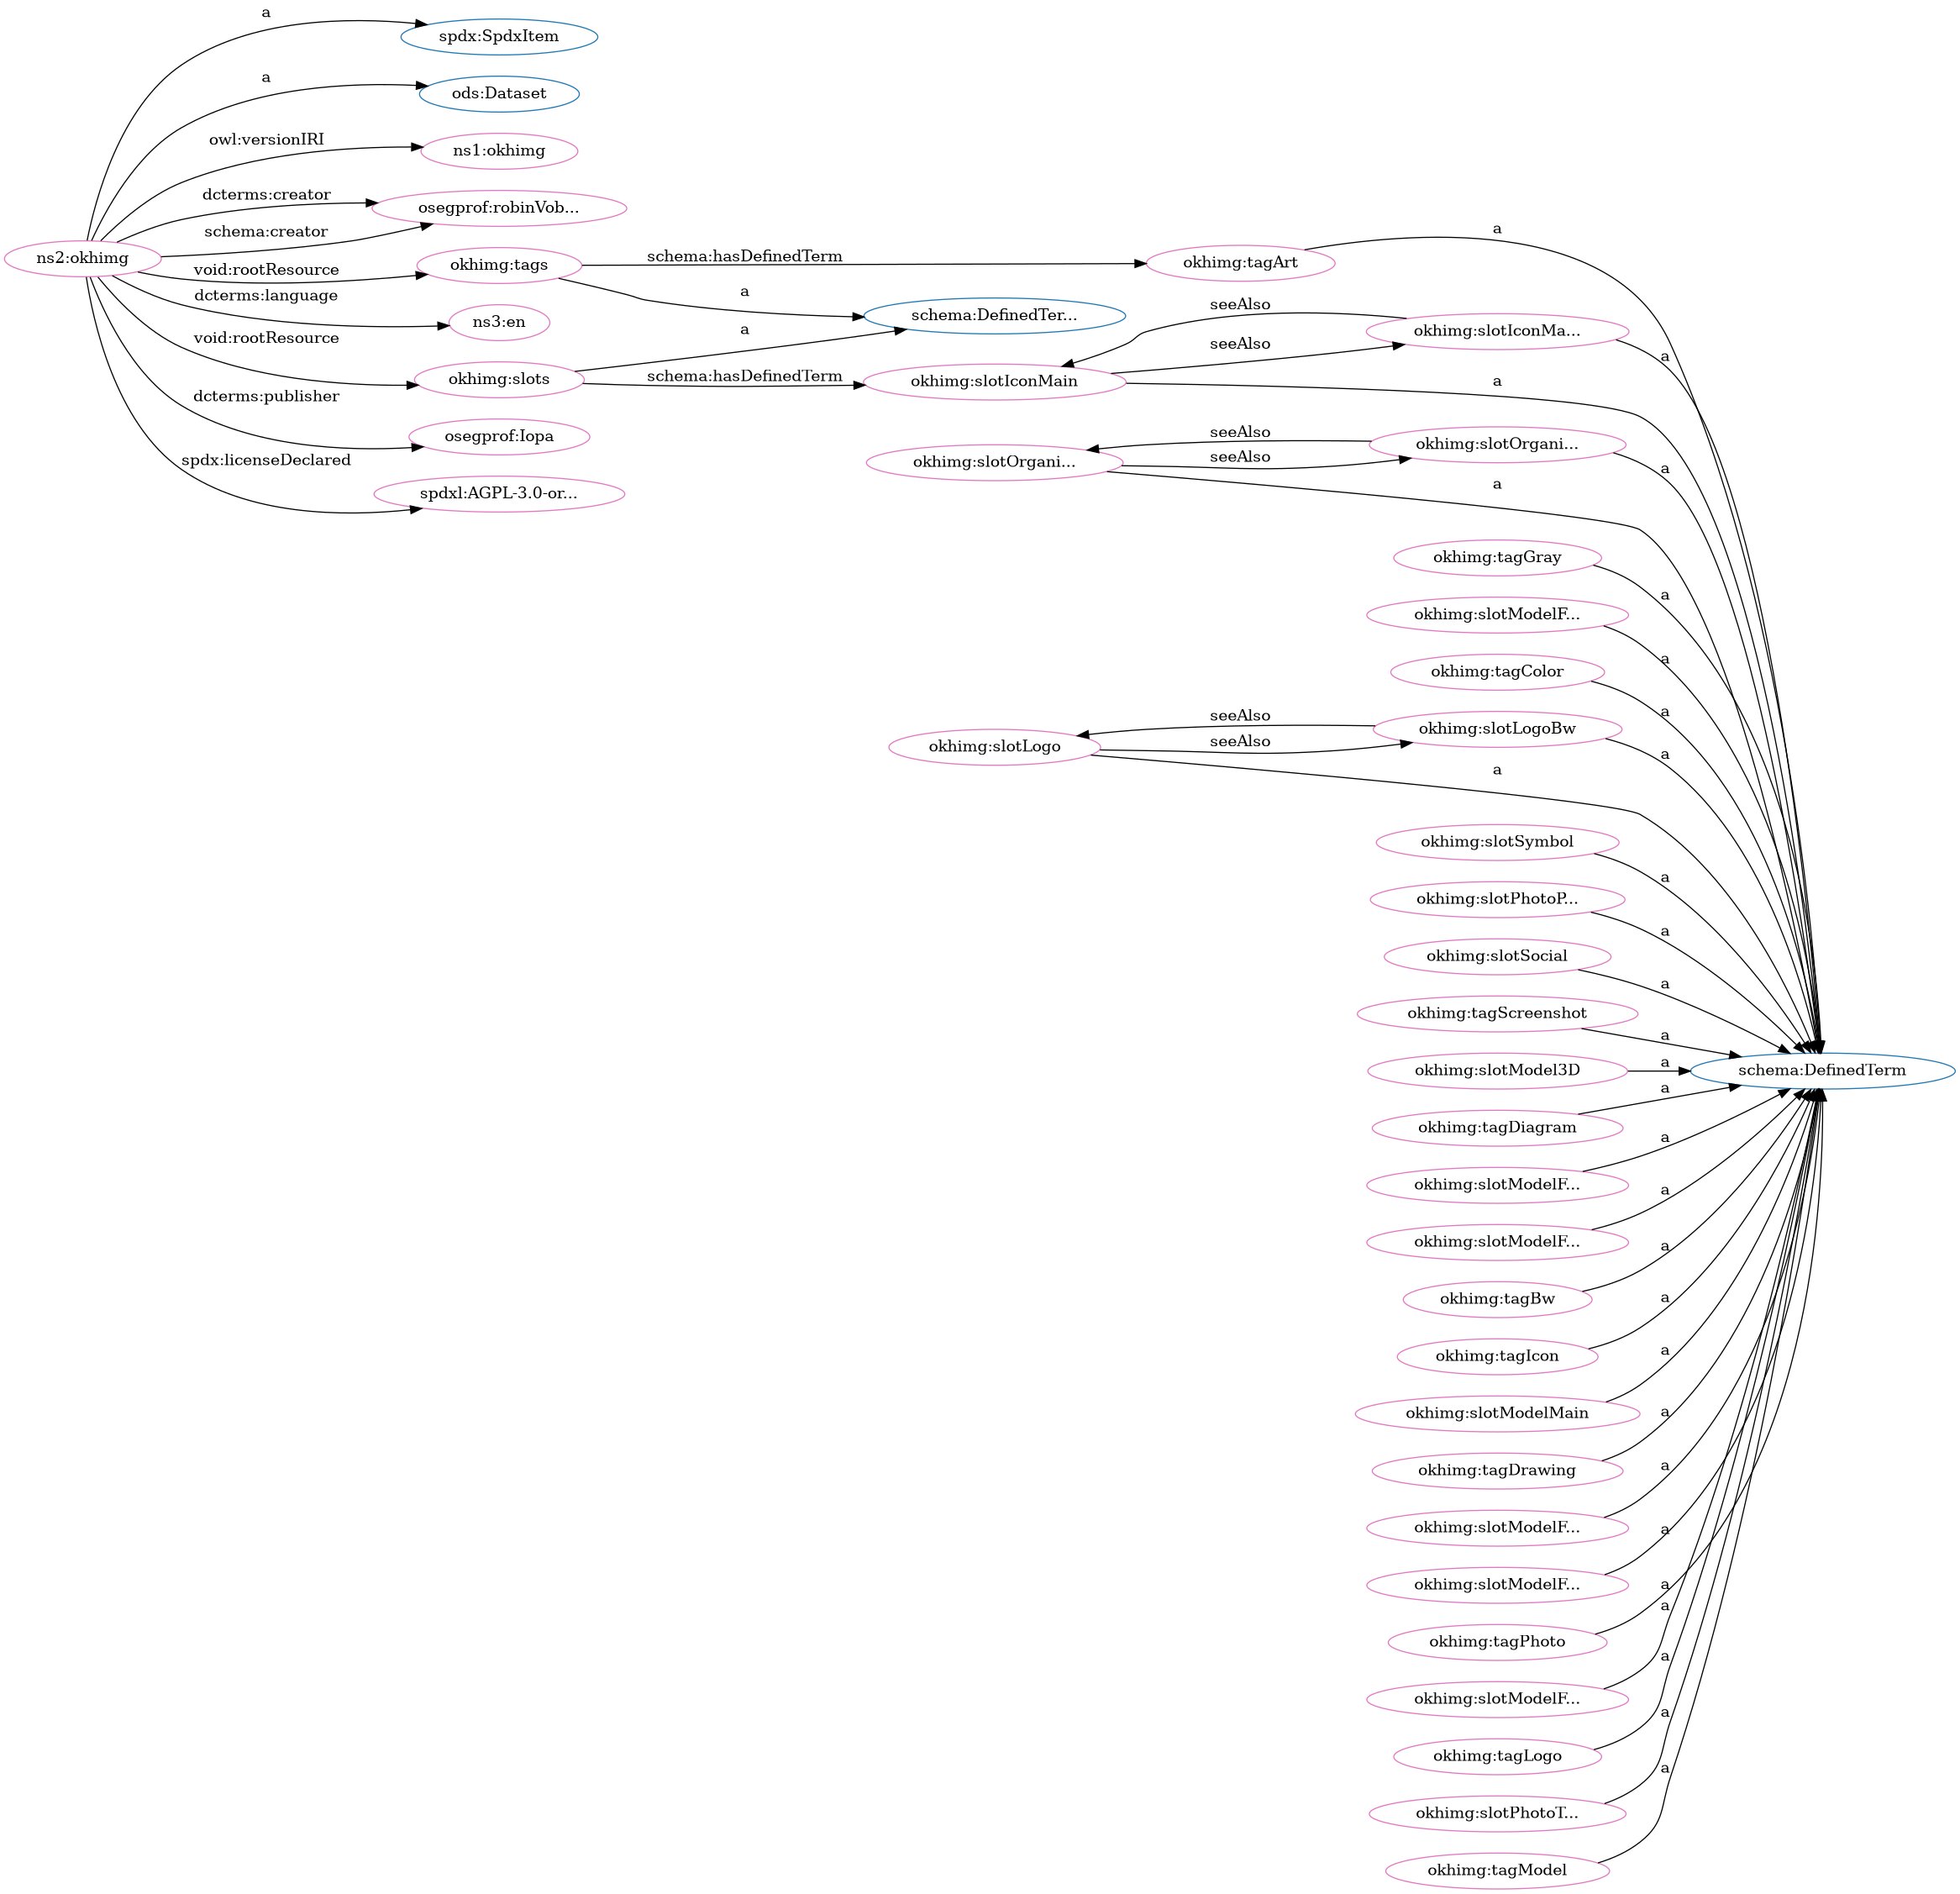 a
spdx:SpdxItem
a
ods:Dataset
owl:versionIRI
ns1:okhimg
dcterms:creator
osegprof:robinVob...
schema:creator
ns2:okhimg
void:rootResource
okhimg:tags
dcterms:language
ns3:en
void:rootResource
okhimg:slots
dcterms:publisher
osegprof:Iopa
spdx:licenseDeclared
spdxl:AGPL-3.0-or...
schema:hasDefinedTerm
okhimg:tagArt
a
a
schema:DefinedTer...
a
schema:hasDefinedTerm
okhimg:slotIconMain
seeAlso
seeAlso
okhimg:slotIconMa...
a
a
okhimg:slotOrgani...
seeAlso
seeAlso
okhimg:slotOrgani...
a
a
okhimg:tagGray
a
okhimg:slotModelF...
a
okhimg:tagColor
a
okhimg:slotLogo
seeAlso
seeAlso
okhimg:slotLogoBw
a
a
okhimg:slotSymbol
a
okhimg:slotPhotoP...
a
okhimg:slotSocial
a
okhimg:tagScreenshot
a
okhimg:slotModel3D
a
schema:DefinedTerm
okhimg:tagDiagram
a
okhimg:slotModelF...
a
okhimg:slotModelF...
a
okhimg:tagBw
a
okhimg:tagIcon
a
okhimg:slotModelMain
a
okhimg:tagDrawing
a
okhimg:slotModelF...
a
okhimg:slotModelF...
a
okhimg:tagPhoto
a
okhimg:slotModelF...
a
okhimg:tagLogo
a
okhimg:slotPhotoT...
a
okhimg:tagModel
a